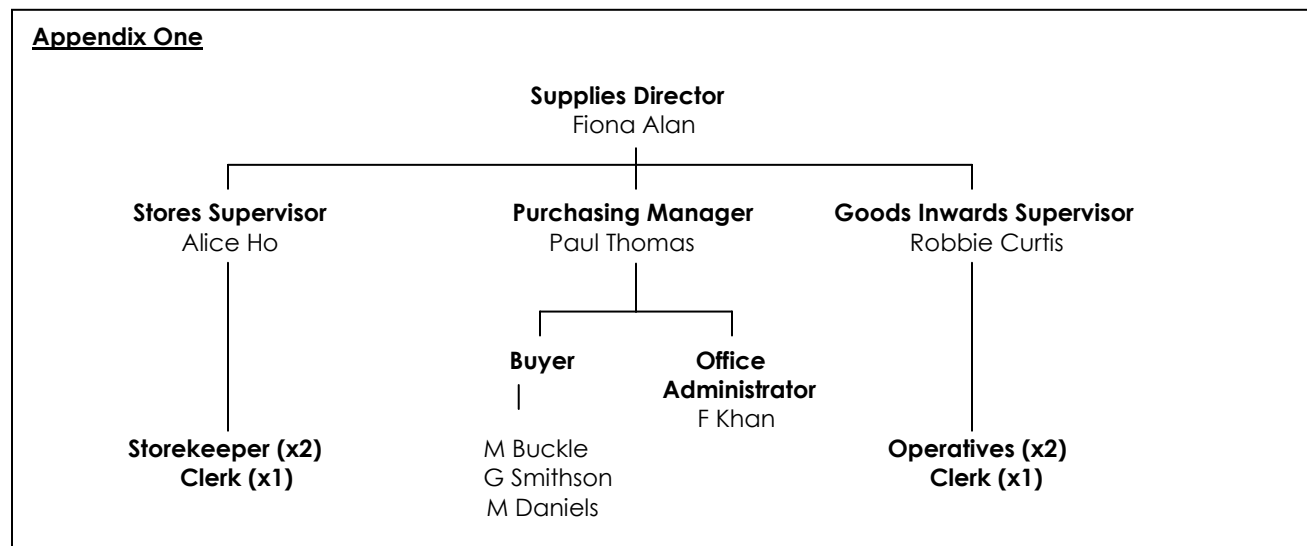 Appendix One
Supplies Director
Fiona Alan
Stores Supervisor
Alice Ho
Purchasing Manager
Paul Thomas
Goods Inwards Supervisor
Robbie Curtis
Buyer
Office
Administrator
F Khan
Storekeeper (x2)
Clerk (x1)
M Buckle
G Smithson
M Daniels
Operatives (x2)
Clerk (x1)